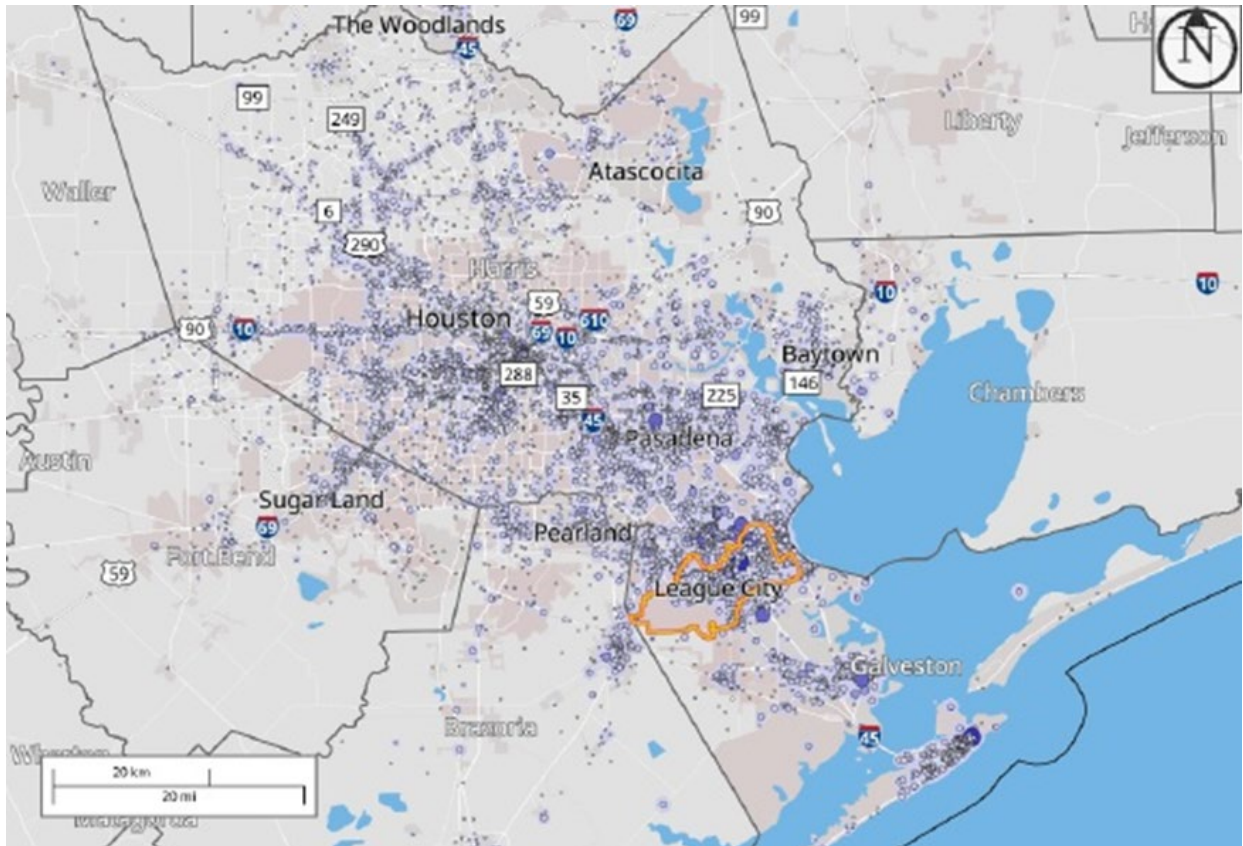 The Woodlands
69
99
45
N
99
249
Liberty
Jefferson
Atascocita
Waller
6
90
290
Harris
59
10
10
Houston
610
69
10
90
10
Baytown
288
146
225
35
Chambers
45
Pasadena
Austin
Sugar Land
69
Pearland
Fort Bend
59
League City
Galveston
Brazoria
45
20 km
20 mi